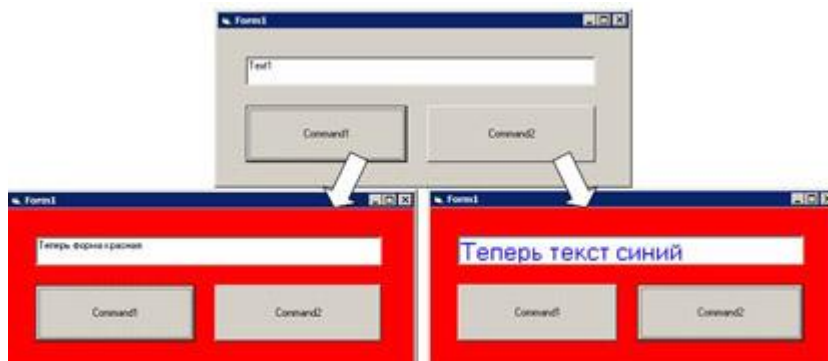 Form1
Text1
Command1 Command2
Form1
Теперь форма красная
Command1 Command2
Form1
Теперь текст синий
Command1 Command2